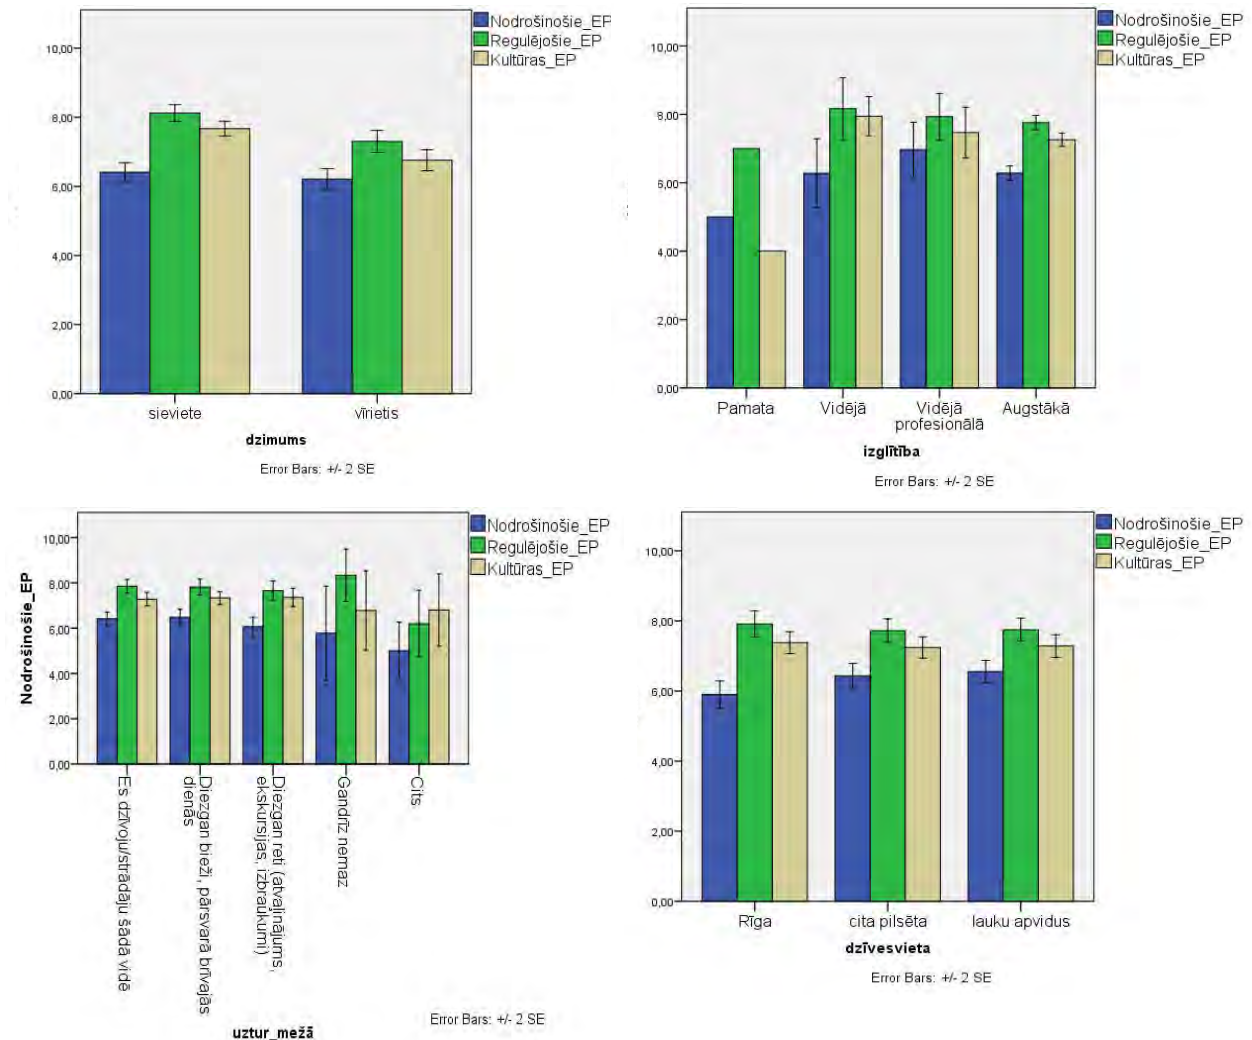 10,00
8,00
6,00
4,00
2,00
0,00
Nodrošinošie_EP
Regulējošie_EP
Kultūras_EP
sieviete
vīrietis
dzimums
Error Bars: +/- 2 SE
10,00
8,00
6,00
4,00
2,00
0,00
Nodrošinošie_EP
Regulējošie_EP
Kultūras_EP
Pamata
Vidējā
Vidējā
profesionālā
Augstākā
izglītība
Error Bars: +/- 2 SE
Nodrošinošie_EP
10,00
8,00
6,00
4,00
2,00
0,00
Nodrošinošie_EP
Regulējošie_EP
Kultūras_EP
Es dzīvoju/strādāju šādā vidē
Diezgan bieži, pārsvarā brīvajās
dienās
Diezgan reti (atvaļinājums,
ekskursijas, izbraukumi)
Gandrīz nemaz
Cits
uztur_mežā
Error Bars: +/- 2 SE
10,00
8,00
6,00
4,00
2,00
0,00
Nodrošinošie_EP
Regulējošie_EP
Kultūras_EP
Rīga
cita pilsēta
lauku apvidus
dzīvesvieta
Error Bars: +/- 2 SE